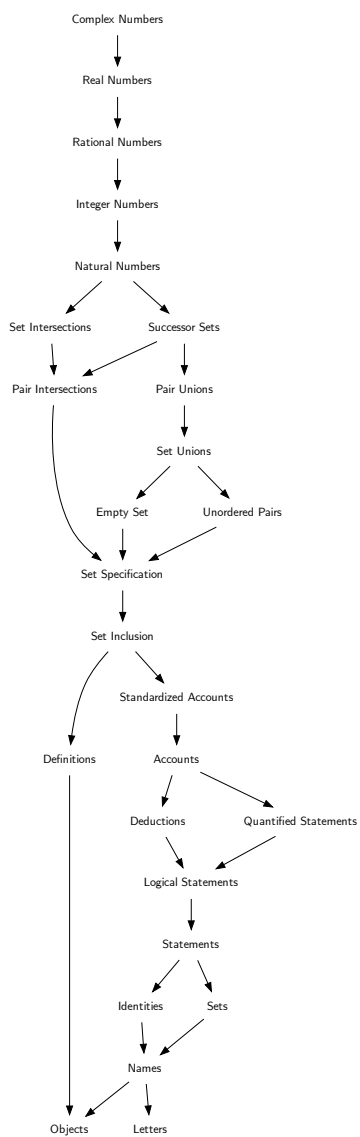 Complex Numbers
Real Numbers
Rational Numbers
Integer Numbers
Natural Numbers
Set Intersections
Successor Sets
Pair Intersections
Pair Unions
Set Unions
Empty Set
Unordered Pairs
Set Specification
Set Inclusion
Standardized Accounts
Definitions
Accounts
Deductions
Quantified Statements
Logical Statements
Statements
Identities
Sets
Names
Objects
Letters